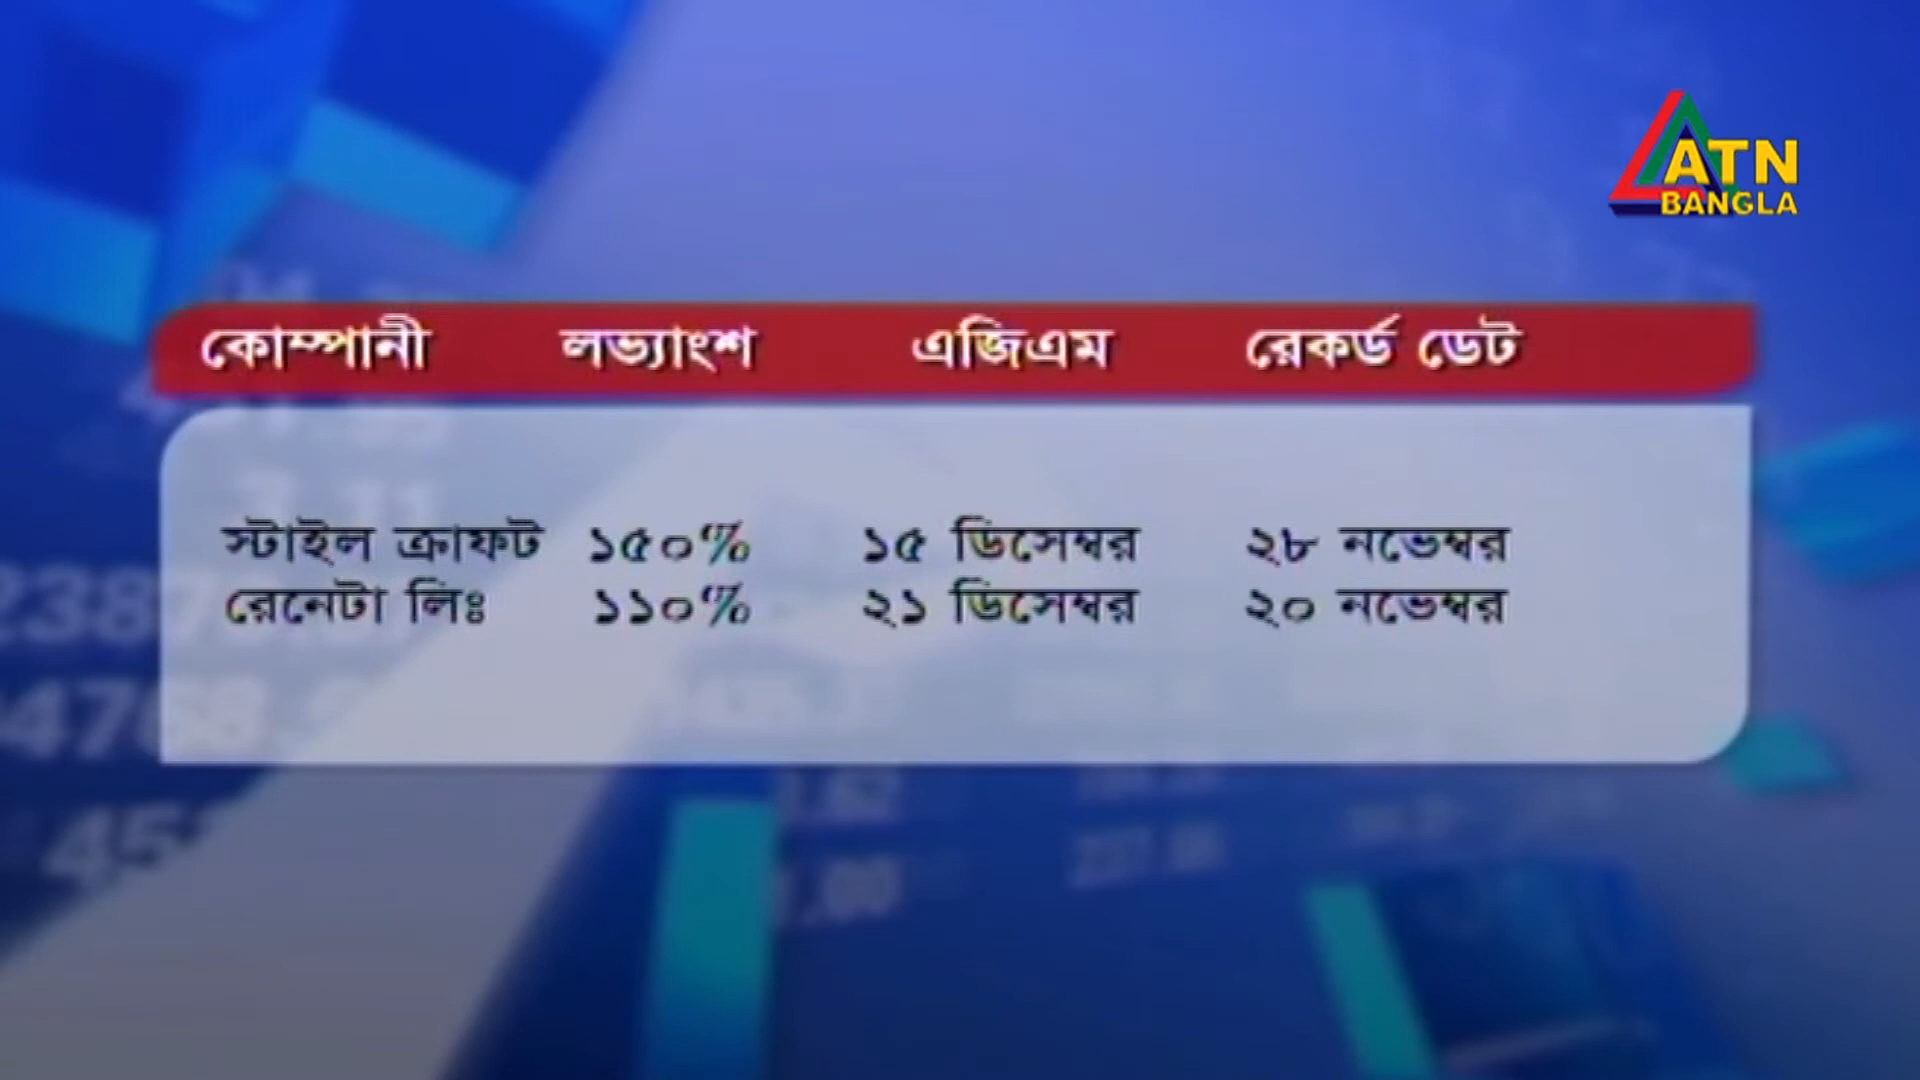 ATN
BANGLA
কোম্পানী লভ্যাংশ এজিএম রেকর্ড ডেট
স্টাইল ক্রাফট ১৫০% ১৫ ডিসেম্বর ২৮ নভেম্বর
রেনেটা লিঃ ১১০% ২১ ডিসেম্বর ২০ নভেম্বর